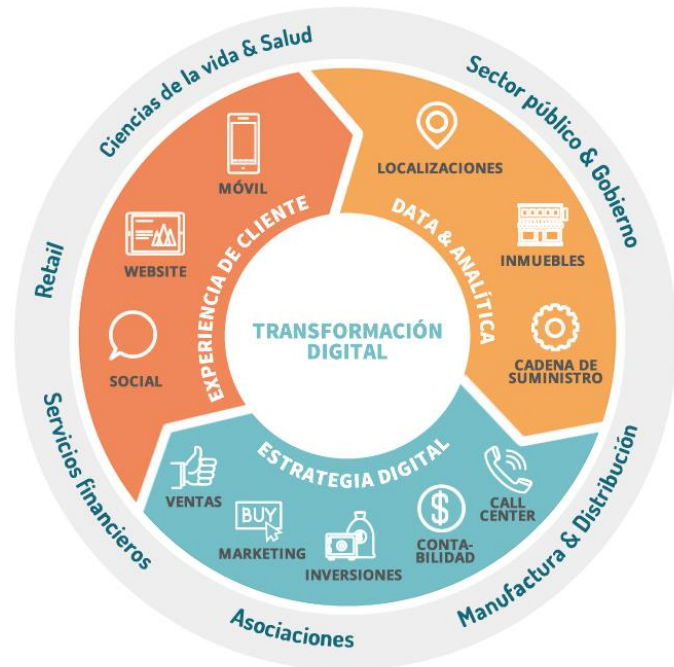 Ciencias de la vida & Salud
Sector público & Gobierno
Retail
Servicios financieros
Asociaciones
Manufactura & Distribución
MÓVIL
WEBSITE
SOCIAL
EXPERIENCIA DE CLIENTE
LOCALIZACIONES
INMUEBLES
CADENA DE
SUMINISTRO
DATA & ANALÍTICA
TRANSFORMACIÓN
DIGITAL
ESTRATEGIA DIGITAL
VENTAS
BUY
MARKETING
INVERSIONES
$
CONTA-
BILIDAD
CALL
CENTER